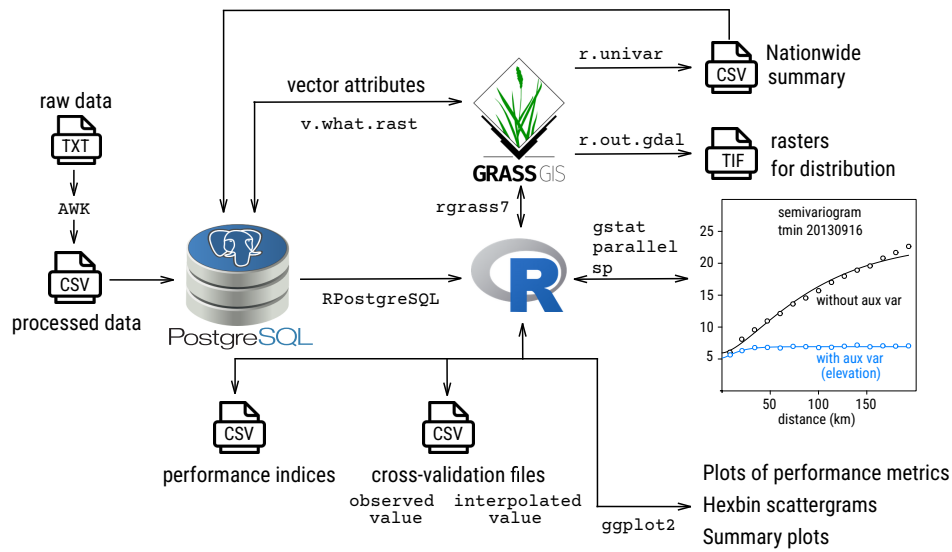 raw data
TXT
AWK
CSV
processed data
vector attributes
v.what.rast
PostgreSQL
RPostgreSQL
GRASS GIS
rgrass7
R
r.univar
CSV
Nationwide
summary
r.out.gdal
TIF
rasters
for distribution
gstat
parallel
sp
semivariogram
tmin 20130916
25
20
15
10
5
without aux var
with aux var
(elevation)
50 100 150
distance (km)
CSV
performance indices
CSV
cross-validation files
observed
value
interpolated
value
ggplot2
Plots of performance metrics
Hexbin scattergrams
Summary plots